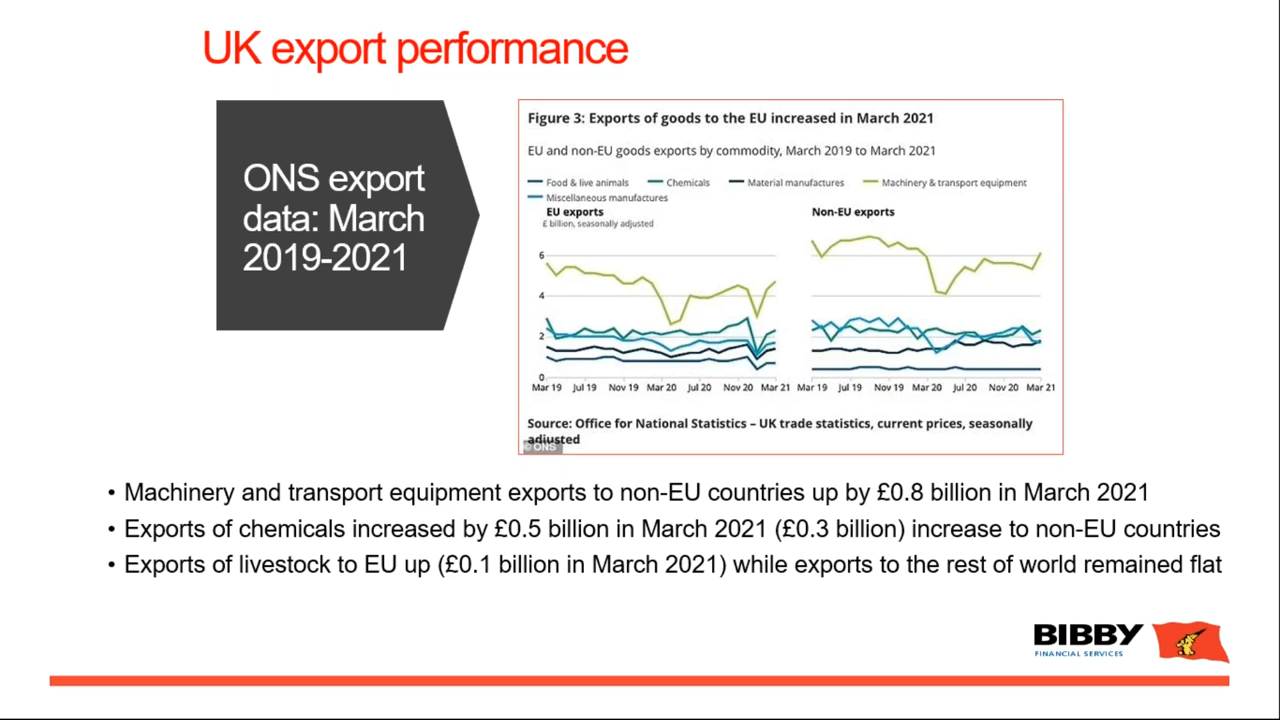 UK export performance
ONS export
data: March
2019-2021
Figure 3: Exports of goods to the EU increased in March 2021
EU and non-EU goods exports by commodity, March 2019 to March 2021
Food & live animals Chemicals Material manufactures Machinery & transport equipment
Miscellaneous manufactures
EU exports Non-EU exports
£ billion, seasonally adjusted
6
4
2
0
Mar 19 Jul 19 Nov 19 Mar 20 Jul 20 Nov 20 Mar 21 Mar 19 Jul 19 Nov 19 Mar 20 Jul 20 Nov 20 Mar 21
Source: Office for National Statistics – UK trade statistics, current prices, seasonally
adjusted
© ONS
• Machinery and transport equipment exports to non-EU countries up by £0.8 billion in March 2021
• Exports of chemicals increased by £0.5 billion in March 2021 (£0.3 billion) increase to non-EU countries
• Exports of livestock to EU up (£0.1 billion in March 2021) while exports to the rest of world remained flat
BIBBY
FINANCIAL SERVICES